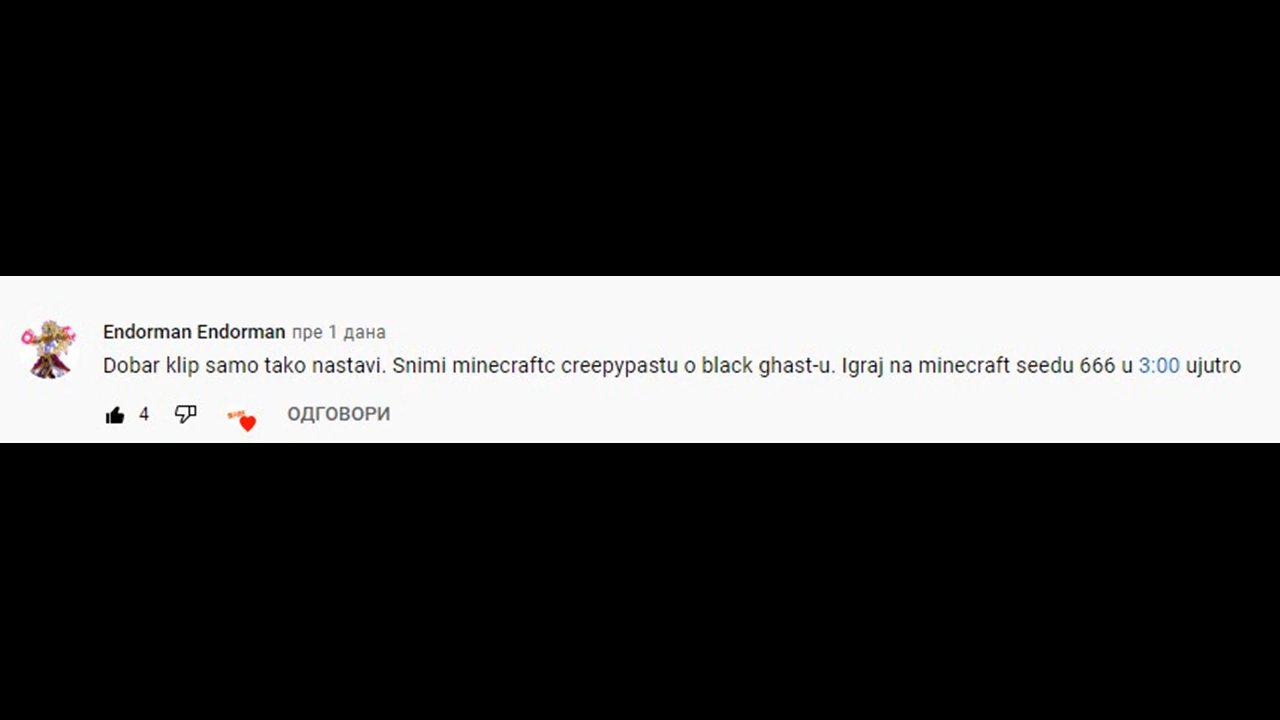 Endorman Endorman пре 1 дана
Dobar klip samo tako nastavi. Snimi minecraftc creepypastu o black ghast-u. Igraj na minecraft seedu 666 u 3:00 ujutro
4 ОДГОВОРИ